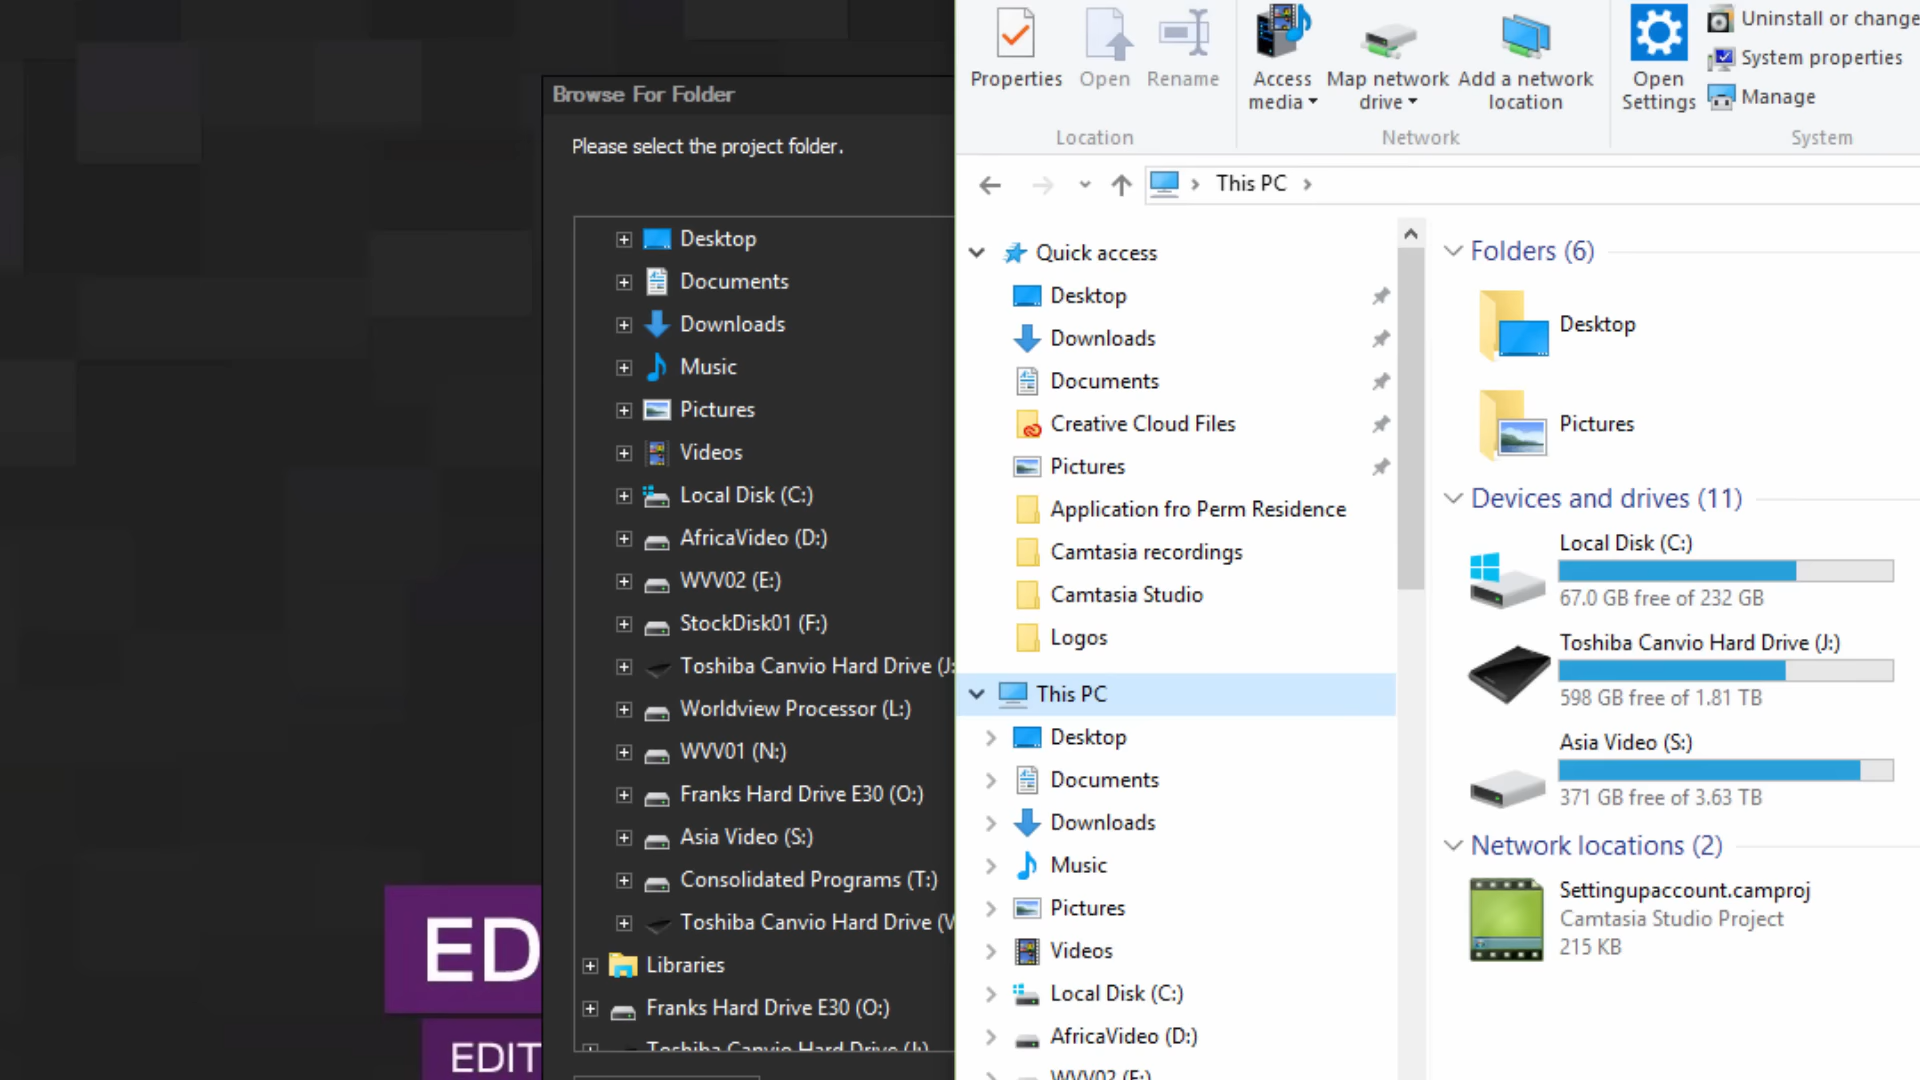 Browse For Folder
Please select the project folder.
Desktop
Documents
Downloads
Music
Pictures
Videos
Local Disk (C:)
AfricaVideo (D:)
WVV02 (E:)
StockDisk01 (F:)
Toshiba Canvio Hard Drive (J:
Worldview Processor (L:)
WVV01 (N:)
Franks Hard Drive E30 (O:)
Asia Video (S:)
Consolidated Programs (T:)
Toshiba Canvio Hard Drive (
Libraries
Franks Hard Drive E30 (O:)
Toshiba Canvio Hard Drive (J:)
ED
EDIT
Properties
Open
Rename
Location
Access
media
Map network
drive
Add a network
location
Network
Open
Settings
Uninstall or change
System properties
Manage
System
This PC
Quick access
Desktop
Downloads
Documents
Creative Cloud Files
Pictures
Application fro Perm Residence
Camtasia recordings
Camtasia Studio
Logos
This PC
Desktop
Documents
Downloads
Music
Pictures
Videos
Local Disk (C:)
AfricaVideo (D:)
WVV02 (E:)
Folders (6)
Desktop
Pictures
Devices and drives (11)
Local Disk (C:)
67.0 GB free of 232 GB
Toshiba Canvio Hard Drive (J:)
598 GB free of 1.81 TB
Asia Video (S:)
371 GB free of 3.63 TB
Network locations (2)
Settingupaccount.camproj
Camtasia Studio Project
215 KB